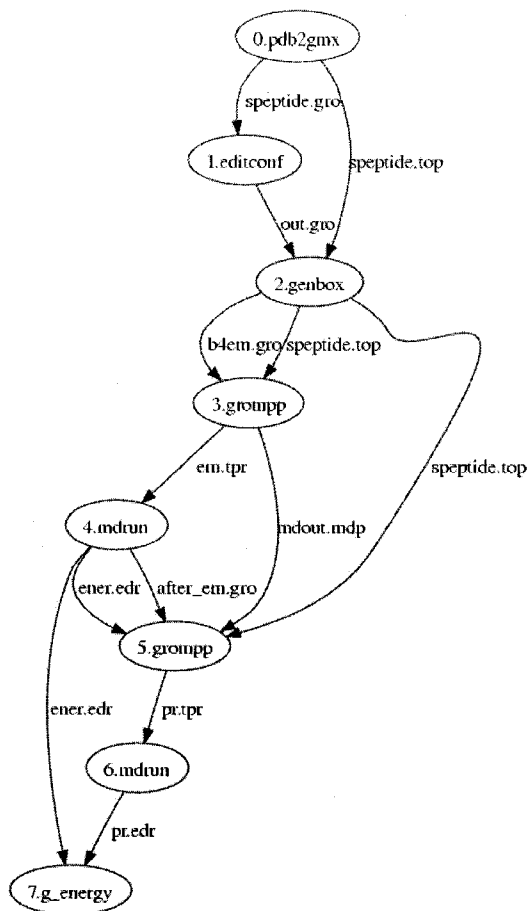 0.pdb2gmx
speptide.gro
1.editconf
speptide.top
out.gro
2.genbox
b4em.gro
speptide.top
3.grompp
em.tpr
speptide.top
4.mdrun
mdout.mdp
ener.edr
after_em.gro
5.grompp
ener.edr
pr.tpr
6.mdrun
pr.edr
7.g_energy